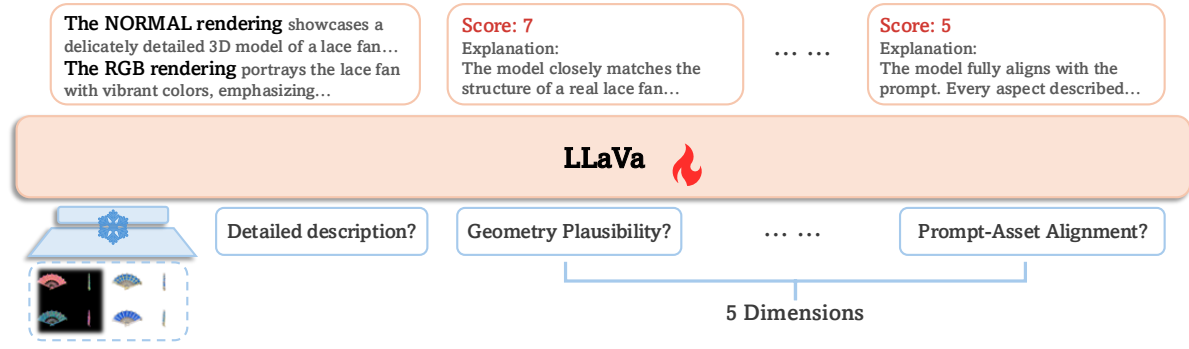 The NORMAL rendering showcases a
delicately detailed 3D model of a lace fan...
The RGB rendering portrays the lace fan
with vibrant colors, emphasizing...
Score: 7
Explanation:
The model closely matches the
structure of a real lace fan...
... ...
Score: 5
Explanation:
The model fully aligns with the
prompt. Every aspect described...
LLaVa
Detailed description?
Geometry Plausibility?
... ...
Prompt-Asset Alignment?
5 Dimensions